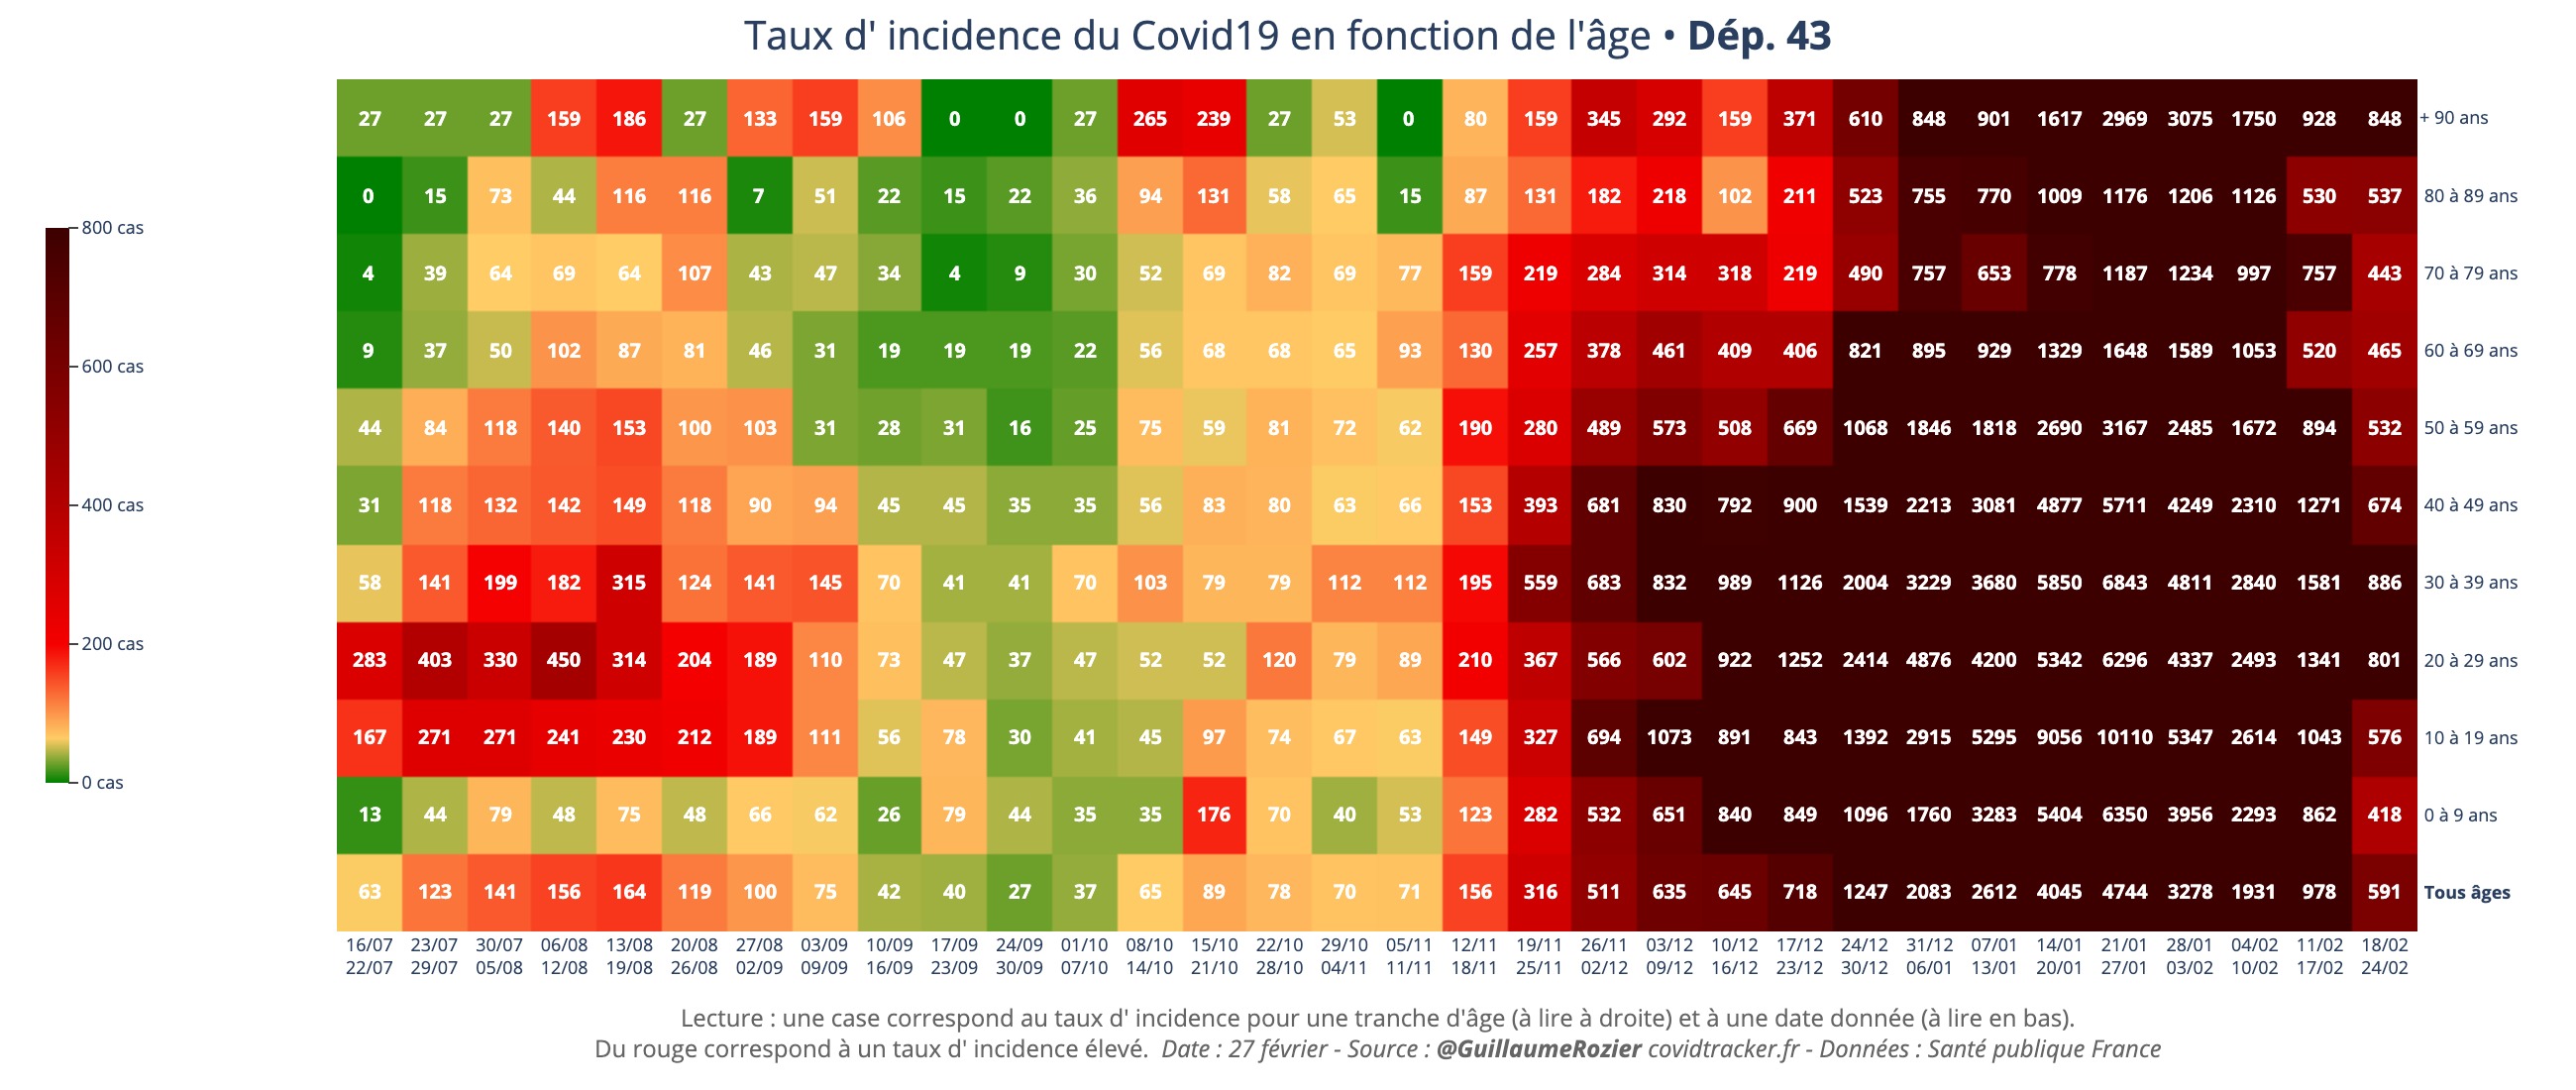 Taux d' incidence du Covid19 en fonction de l'âge • Dép. 43
800 cas
600 cas
400 cas
200 cas
0 cas
27 27 27 159 186 27 133 159 106 0 0 27 265 239 27 53 0 80 159 345 292 159 371 610 848 901 1617 2969 3075 1750 928 848 + 90 ans
0 15 73 44 116 116 7 51 22 15 22 36 94 131 58 65 15 87 131 182 218 102 211 523 755 770 1009 1176 1206 1126 530 537 80 à 89 ans
4 39 64 69 64 107 43 47 34 4 9 30 52 69 82 69 77 159 219 284 314 318 219 490 757 653 778 1187 1234 997 757 443 70 à 79 ans
9 37 50 102 87 81 46 31 19 19 19 22 56 68 68 65 93 130 257 378 461 409 406 821 895 929 1329 1648 1589 1053 520 465 60 à 69 ans
44 84 118 140 153 100 103 31 28 31 16 25 75 59 81 72 62 190 280 489 573 508 669 1068 1846 1818 2690 3167 2485 1672 894 532 50 à 59 ans
31 118 132 142 149 118 90 94 45 45 35 35 56 83 80 63 66 153 393 681 830 792 900 1539 2213 3081 4877 5711 4249 2310 1271 674 40 à 49 ans
58 141 199 182 315 124 141 145 70 41 41 70 103 79 79 112 112 195 559 683 832 989 1126 2004 3229 3680 5850 6843 4811 2840 1581 886 30 à 39 ans
283 403 330 450 314 204 189 110 73 47 37 47 52 52 120 79 89 210 367 566 602 922 1252 2414 4876 4200 5342 6296 4337 2493 1341 801 20 à 29 ans
167 271 271 241 230 212 189 111 56 78 30 41 45 97 74 67 63 149 327 694 1073 891 843 1392 2915 5295 9056 10110 5347 2614 1043 576 10 à 19 ans
13 44 79 48 75 48 66 62 26 79 44 35 35 176 70 40 53 123 282 532 651 840 849 1096 1760 3283 5404 6350 3956 2293 862 418 0 à 9 ans
63 123 141 156 164 119 100 75 42 40 27 37 65 89 78 70 71 156 316 511 635 645 718 1247 2083 2612 4045 4744 3278 1931 978 591 Tous âges
16/07 23/07 30/07 06/08 13/08 20/08 27/08 03/09 10/09 17/09 24/09 01/10 08/10 15/10 22/10 29/10 05/11 12/11 19/11 26/11 03/12 10/12 17/12 24/12 31/12 07/01 14/01 21/01 28/01 04/02 11/02 18/02
22/07 29/07 05/08 12/08 19/08 26/08 02/09 09/09 16/09 23/09 30/09 07/10 14/10 21/10 28/10 04/11 11/11 18/11 25/11 02/12 09/12 16/12 23/12 30/12 06/01 13/01 20/01 27/01 03/02 10/02 17/02 24/02
Lecture : une case correspond au taux d' incidence pour une tranche d'âge (à lire à droite) et à une date donnée (à lire en bas).
Du rouge correspond à un taux d' incidence élevé. Date : 27 février - Source : @GuillaumeRozier covidtracker.fr - Données : Santé publique France